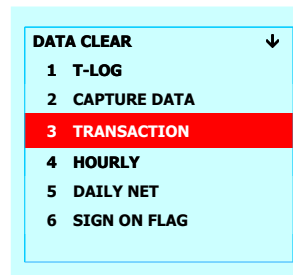 DATA CLEAR ↓
1 T-LOG
2 CAPTURE DATA
3 TRANSACTION
4 HOURLY
5 DAILY NET
6 SIGN ON FLAG